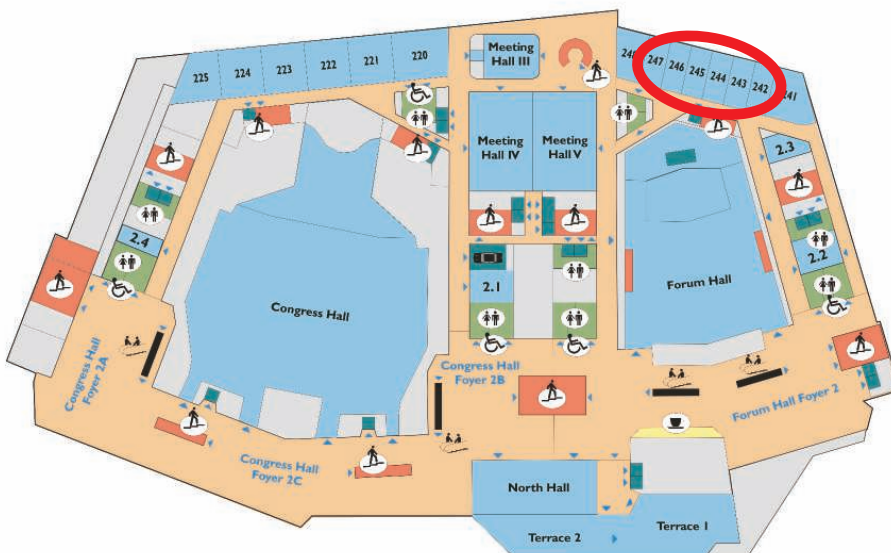 Meeting
Hall III
225
224
223
222
221
220
248
247
246
245
244
243
242
241
Meeting
Hall IV
Meeting
Hall V
2.3
2.4
2.2
2.1
Congress Hall
Forum Hall
Congress Hall
Foyer 2A
Congress Hall
Foyer 2B
Forum Hall Foyer 2
Congress Hall
Foyer 2C
North Hall
Terrace 2
Terrace 1